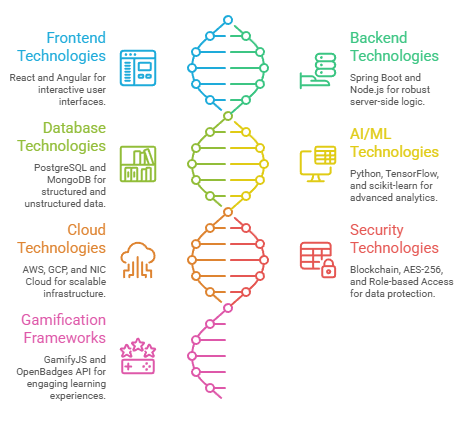 Frontend
Technologies
React and Angular for
interactive user
interfaces.
Backend
Technologies
Spring Boot and
Node.js for robust
server-side logic.
Database
Technologies
PostgreSQL and
MongoDB for
structured and
unstructured data.
AI/ML
Technologies
Python, TensorFlow,
and scikit-learn for
advanced analytics.
Cloud
Technologies
AWS, GCP, and NIC
Cloud for scalable
infrastructure.
Security
Technologies
Blockchain, AES-256,
and Role-based Access
for data protection.
Gamification
Frameworks
GamifyJS and
OpenBadges API for
engaging learning
experiences.